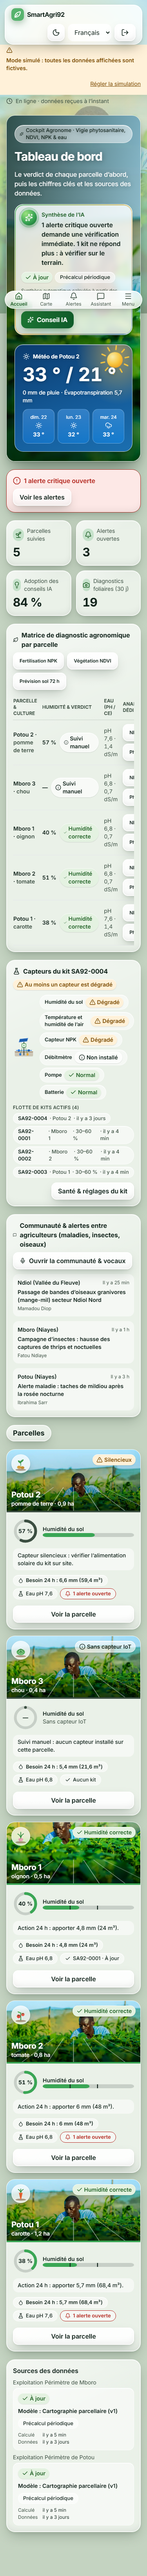 SmartAgri92
Français
Mode simulé : toutes les données affichées sont
fictives.
Régler la simulation
En ligne · données reçues à l'instant
Cockpit Agronome · Vigie phytosanitaire,
NDVI, NPK & eau
Tableau de bord
Le verdict de chaque parcelle d'abord,
puis les chiffres clés et les sources de
données.
Synthèse de l'IA
1 alerte critique ouverte
demande une vérification
immédiate. 1 kit répond
plus : à vérifier sur le
terrain.
À jour
Précalcul périodique
Accueil
Carte
Alertes
Assistant
Menu
Conseil IA
Météo de Potou 2
33 ° / 21°
0 mm de pluie · Évapotranspiration 5,7
mm
dim. 22
33 °
lun. 23
32 °
mar. 24
33 °
1 alerte critique ouverte
Voir les alertes
Parcelles
suivies
5
Alertes
ouvertes
3
Adoption des
conseils IA
84 %
Diagnostics
foliaires (30 j)
19
Matrice de diagnostic agronomique
par parcelle
Fertilisation NPK
Végétation NDVI
Prévision sol 72 h
PARCELLE
&
CULTURE
HUMIDITÉ & VERDICT
EAU
(PH /
EC)
Potou 2 ·
pomme
de terre
57 %
Suivi
manuel
pH
7,6 ·
1,4
dS/m
Mboro 3
· chou
—
Suivi
manuel
pH
6,8 ·
0,7
dS/m
Mboro 1
· oignon
40 %
Humidité
correcte
pH
6,8 ·
0,7
dS/m
Mboro 2
· tomate
51 %
Humidité
correcte
pH
6,8 ·
0,7
dS/m
Potou 1 ·
carotte
38 %
Humidité
correcte
pH
7,6 ·
1,4
dS/m
Capteurs du kit SA92-0004
Au moins un capteur est dégradé
Humidité du sol
Dégradé
Température et
humidité de l'air
Dégradé
Capteur NPK
Dégradé
Débitmètre
Non installé
Pompe
Normal
Batterie
Normal
FLOTTE DE KITS ACTIFS (4)
SA92-0004 · Potou 2 · il y a 3 jours
SA92-
0001
· Mboro
1
· 30–60
%
· il y a 4
min
SA92-
0002
· Mboro
2
· 30–60
%
· il y a 4
min
SA92-0003 · Potou 1 · 30–60 % · il y a 4 min
Santé & réglages du kit
Communauté & alertes entre
agriculteurs (maladies, insectes,
oiseaux)
Ouvrir la communauté & vocaux
Ndiol (Vallée du Fleuve)
il y a 25 min
Passage de bandes d'oiseaux granivores
(mange-mil) secteur Ndiol Nord
Mamadou Diop
Mboro (Niayes)
il y a 1 h
Campagne d'insectes : hausse des
captures de thrips et noctuelles
Fatou Ndiaye
Potou (Niayes)
il y a 3 h
Alerte maladie : taches de mildiou après
la rosée nocturne
Ibrahima Sarr
Parcelles
Silencieux
Potou 2
pomme de terre · 0,9 ha
57 %
Humidité du sol
Capteur silencieux : vérifier l'alimentation
solaire du kit sur site.
Besoin 24 h : 6,6 mm (59,4 m³)
Eau pH 7,6
1 alerte ouverte
Voir la parcelle
Sans capteur IoT
Mboro 3
chou · 0,4 ha
—
Humidité du sol
Sans capteur IoT
Suivi manuel : aucun capteur installé sur
cette parcelle.
Besoin 24 h : 5,4 mm (21,6 m³)
Eau pH 6,8
Aucun kit
Voir la parcelle
Humidité correcte
Mboro 1
oignon · 0,5 ha
40 %
Humidité du sol
Action 24 h : apporter 4,8 mm (24 m³).
Besoin 24 h : 4,8 mm (24 m³)
Eau pH 6,8
SA92-0001 · À jour
Voir la parcelle
Humidité correcte
Mboro 2
tomate · 0,8 ha
51 %
Humidité du sol
Action 24 h : apporter 6 mm (48 m³).
Besoin 24 h : 6 mm (48 m³)
Eau pH 6,8
1 alerte ouverte
Voir la parcelle
Humidité correcte
Potou 1
carotte · 1,2 ha
38 %
Humidité du sol
Action 24 h : apporter 5,7 mm (68,4 m³).
Besoin 24 h : 5,7 mm (68,4 m³)
Eau pH 7,6
1 alerte ouverte
Voir la parcelle
Sources des données
Exploitation Périmètre de Mboro
À jour
Modèle : Cartographie parcellaire (v1)
Précalcul périodique
Calculé il y a 5 min
Données il y a 3 jours
Exploitation Périmètre de Potou
À jour
Modèle : Cartographie parcellaire (v1)
Précalcul périodique
Calculé il y a 5 min
Données il y a 3 jours